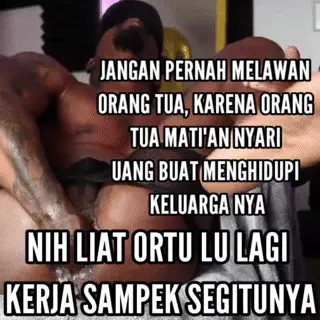 JANGAN PERNAH MELAWAN
ORANG TUA, KARENA ORANG
TUA MATI'AN NYARI
UANG BUAT MENGHIDUPI
KELUARGA NYA
NIH LIAT ORTU LU LAGI
KERJA SAMPEK SEGITUNYA